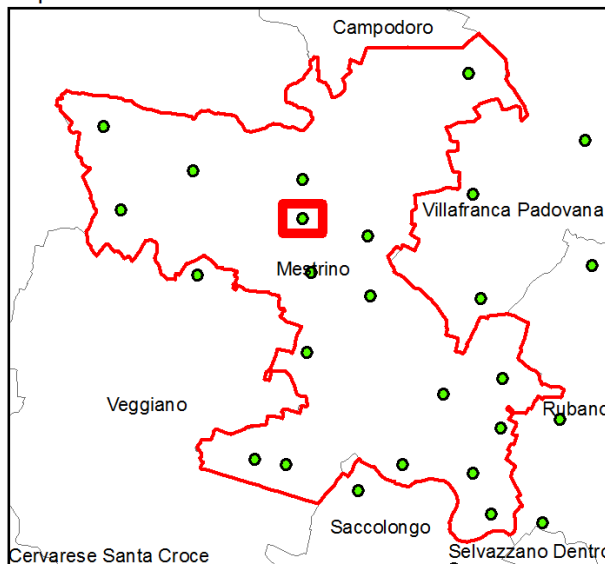 Campodoro
Villafranca Padovana
Mestrino
Veggiano
Rubano
Saccolongo
Cervarese Santa Croce
Selvazzano Dentro